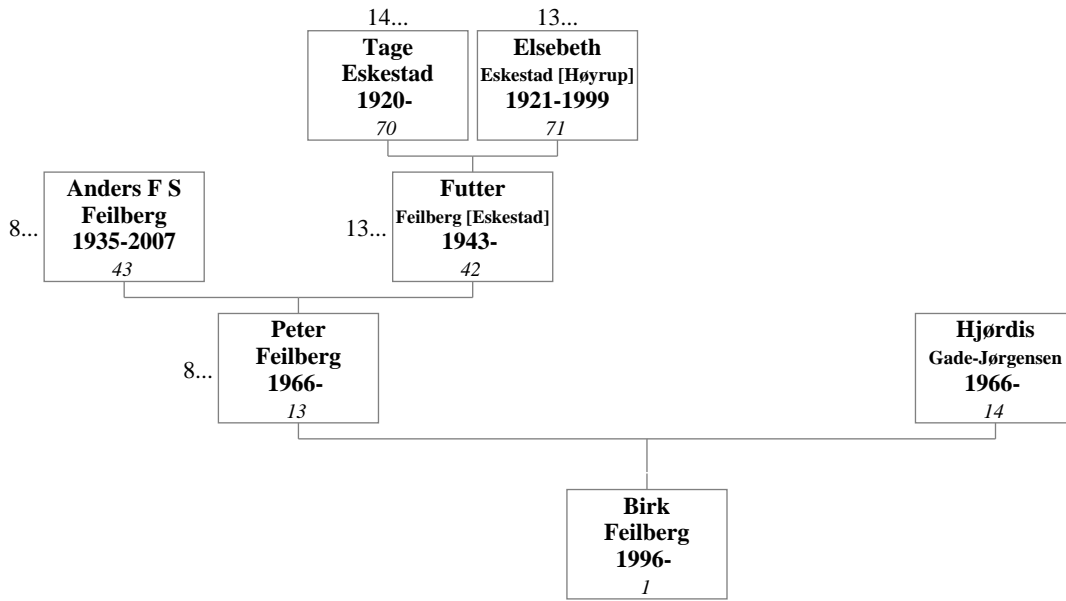 14...
13...
Tage
Eskestad
1920-
70
Elsebeth
Eskestad [Høyrup]
1921-1999
71
8...
Anders F S
Feilberg
1935-2007
43
13...
Futter
Feilberg [Eskestad]
1943-
42
8...
Peter
Feilberg
1966-
13
Hjørdis
Gade-Jørgensen
1966-
14
Birk
Feilberg
1996-
1